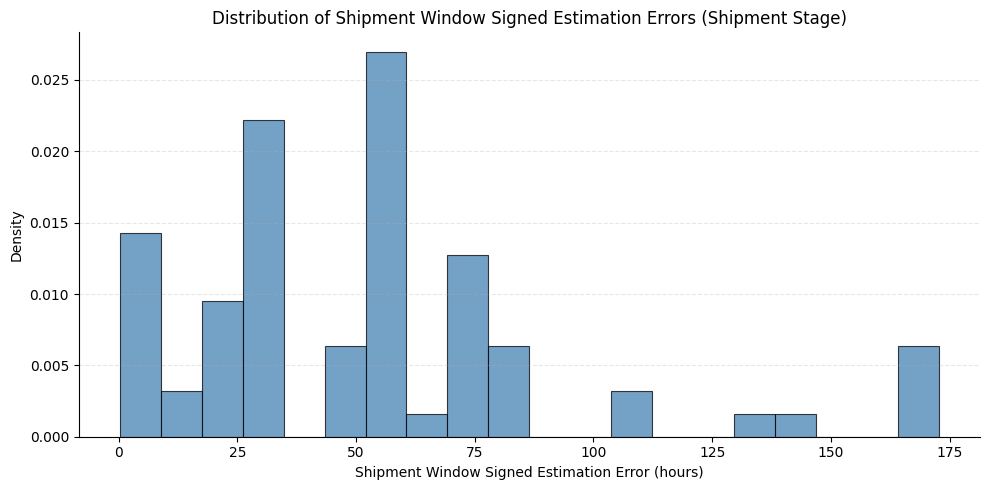 Distribution of Shipment Window Signed Estimation Errors (Shipment Stage)
Density
0.025
0.020
0.015
0.010
0.005
0.000
0 25 50 75 100 125 150 175
Shipment Window Signed Estimation Error (hours)